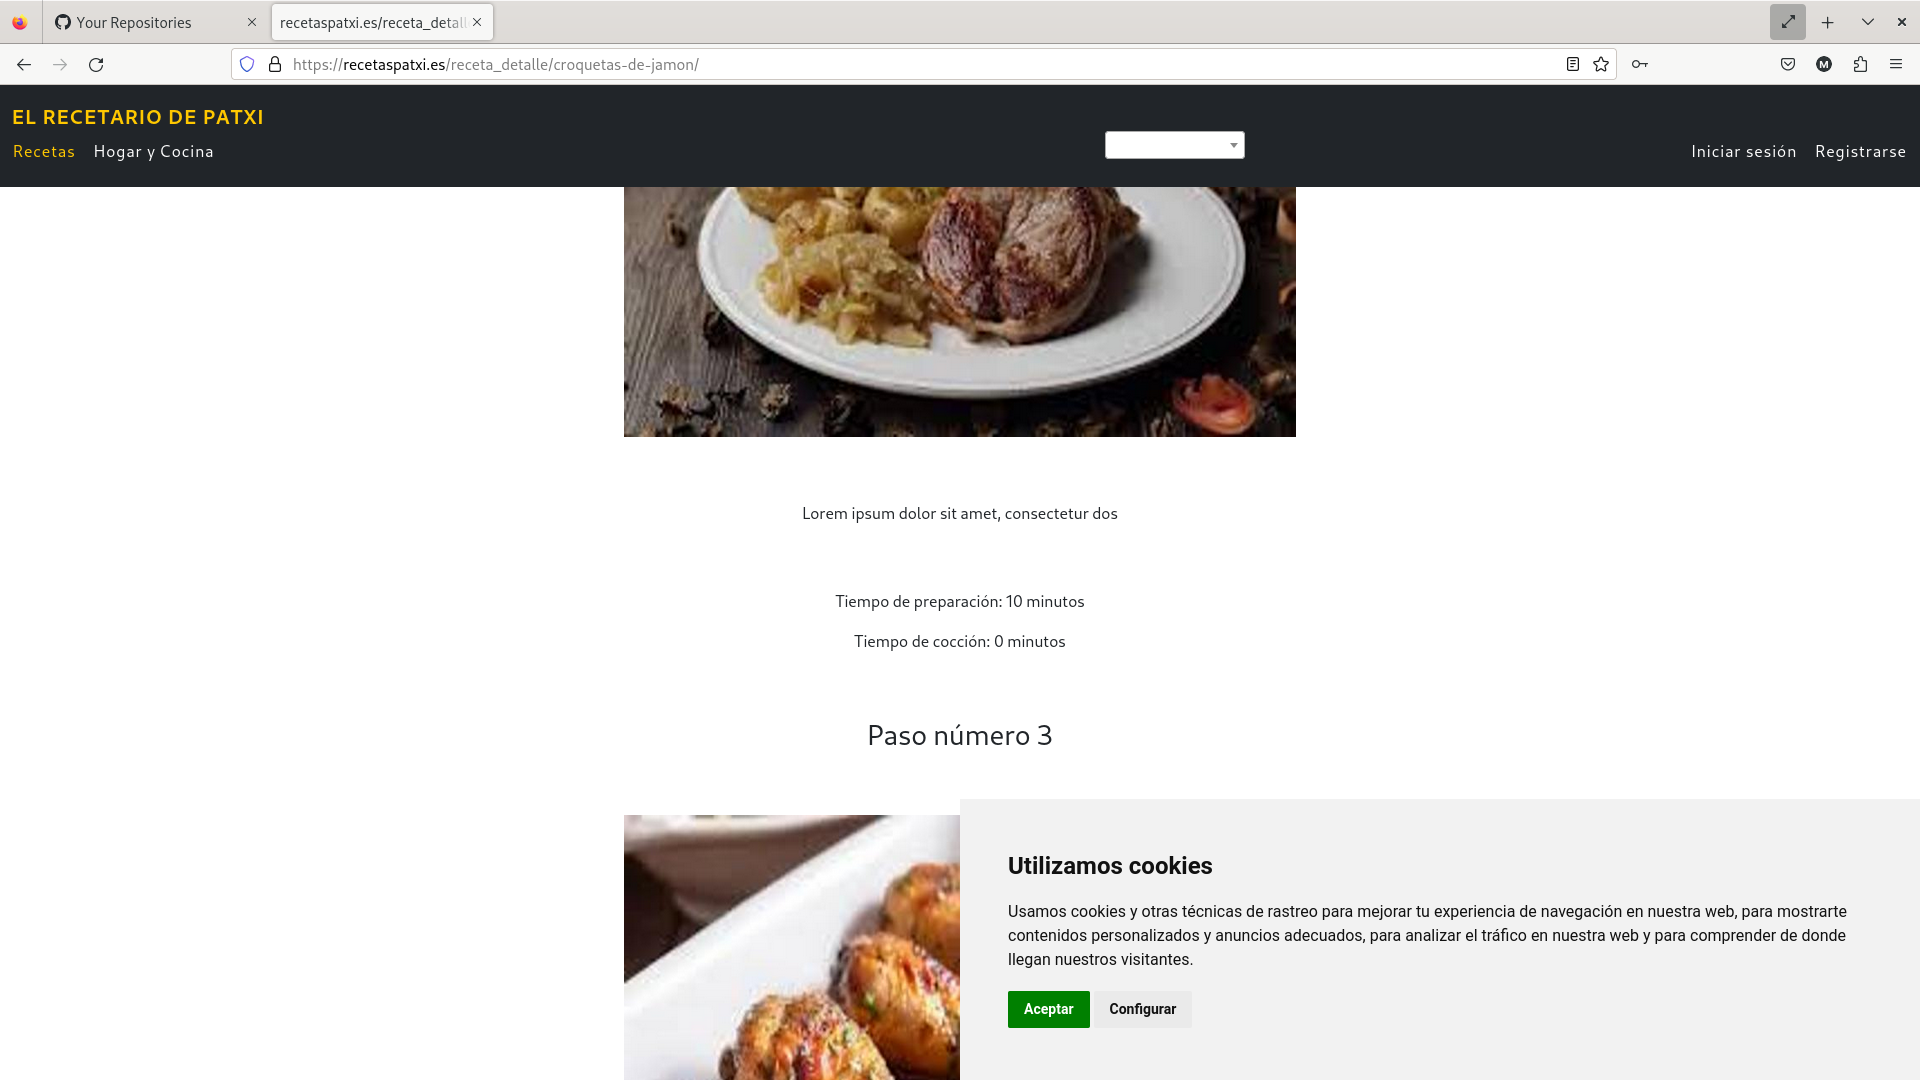 Your Repositories
recetaspatxi.es/receta_detall
https://recetaspatxi.es/receta_detalle/croquetas-de-jamon/
M
EL RECETARIO DE PATXI
Recetas
Hogar y Cocina
Iniciar sesión
Registrarse
Lorem ipsum dolor sit amet, consectetur dos
Tiempo de preparación: 10 minutos
Tiempo de cocción: 0 minutos
Paso número 3
Utilizamos cookies
Usamos cookies y otras técnicas de rastreo para mejorar tu experiencia de navegación en nuestra web, para mostrarte
contenidos personalizados y anuncios adecuados, para analizar el tráfico en nuestra web y para comprender de donde
llegan nuestros visitantes.
Aceptar
Configurar